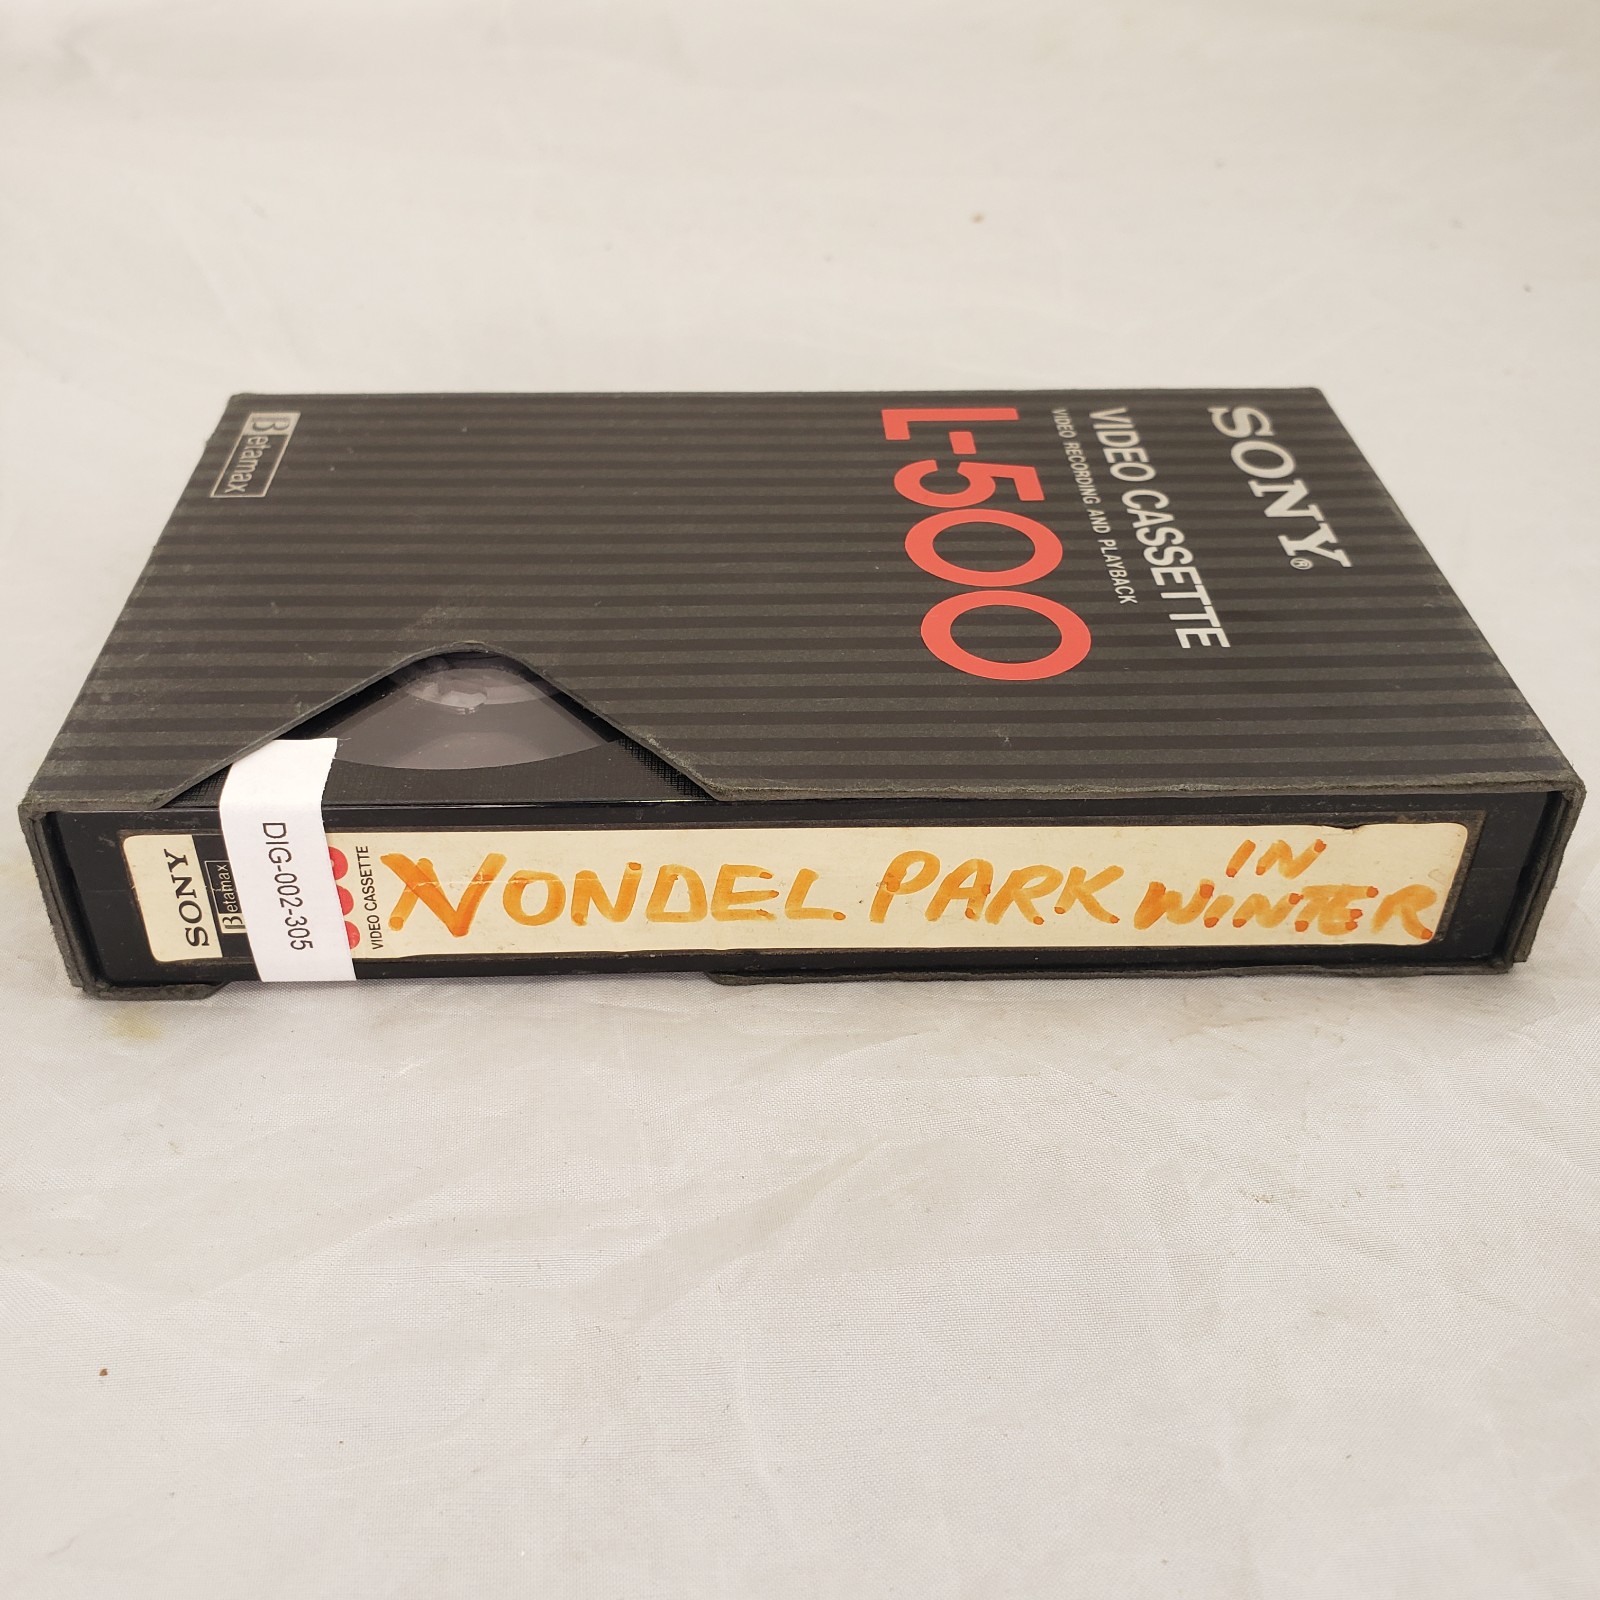 SONY®
VIDEO CASSETTE
VIDEO RECORDING AND PLAYBACK
L-500
Betamax
SONY
Betamax
DIG-002-305
VIDEO CASSETTE
VONDEL PARK IN
WINTER